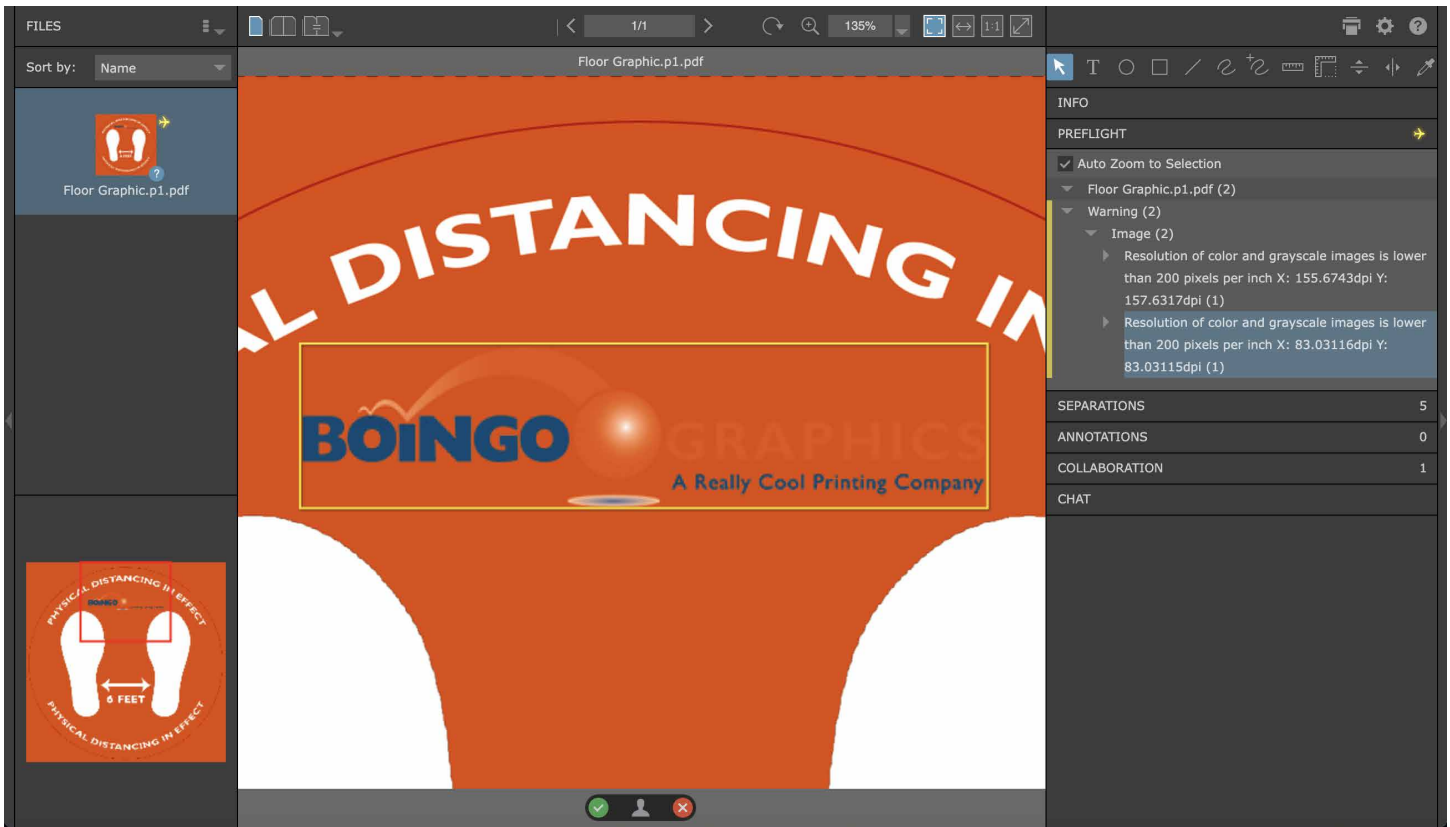 FILES
1/1
135%
1:1
Sort by:
Name
Floor Graphic.p1.pdf
Floor Graphic.p1.pdf
?
AL DISTANCING IN
BOiNGO GRAPHICS
A Really Cool Printing Company
PHYSICAL DISTANCING IN EFFECT
BOINGO
6 FEET
PHYSICAL DISTANCING IN EFFECT
?
T
INFO
PREFLIGHT
Auto Zoom to Selection
Floor Graphic.p1.pdf (2)
Warning (2)
Image (2)
Resolution of color and grayscale images is lower
than 200 pixels per inch X: 155.6743dpi Y:
157.6317dpi (1)
Resolution of color and grayscale images is lower
than 200 pixels per inch X: 83.03116dpi Y:
83.03115dpi (1)
SEPARATIONS 5
ANNOTATIONS 0
COLLABORATION 1
CHAT